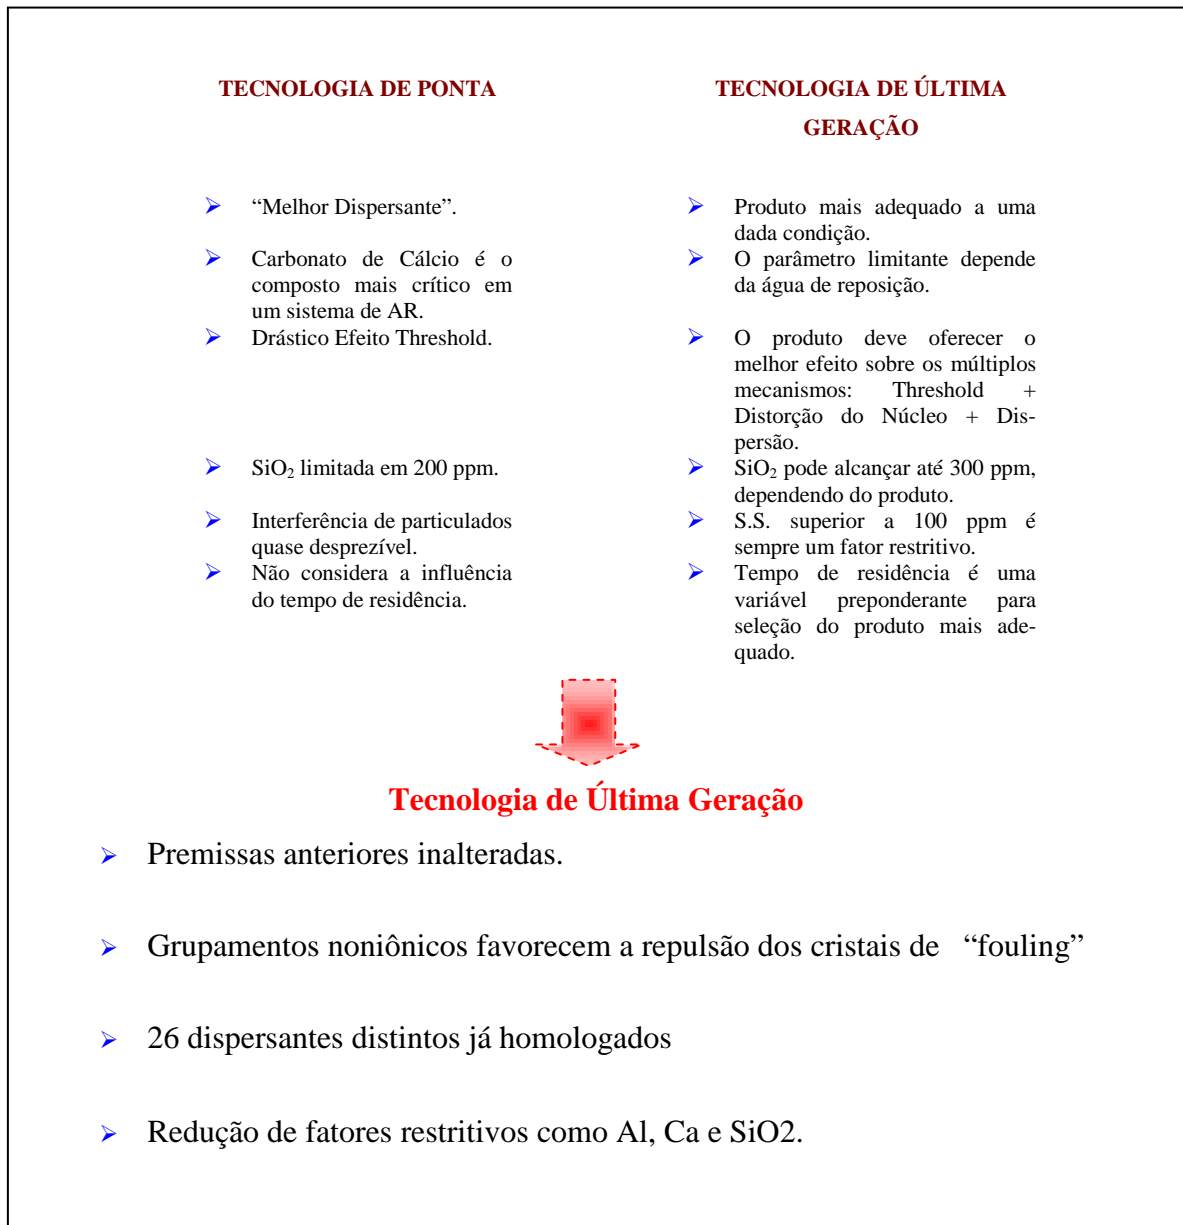 TECNOLOGIA DE PONTA
➢ “Melhor Dispersante”.
➢ Carbonato de Cálcio é o
composto mais crítico em
um sistema de AR.
➢ Drástico Efeito Threshold.
➢ SiO₂ limitada em 200 ppm.
➢ Interferência de particulados
quase desprezível.
➢ Não considera a influência
do tempo de residência.
TECNOLOGIA DE ÚLTIMA
GERAÇÃO
➢ Produto mais adequado a uma
dada condição.
➢ O parâmetro limitante depende
da água de reposição.
➢ O produto deve oferecer o
melhor efeito sobre os múltiplos
mecanismos: Threshold +
Distorção do Núcleo + Dis-
persão.
➢ SiO₂ pode alcançar até 300 ppm,
dependendo do produto.
➢ S.S. superior a 100 ppm é
sempre um fator restritivo.
➢ Tempo de residência é uma
variável preponderante para
seleção do produto mais ade-
quado.
Tecnologia de Última Geração
➢ Premissas anteriores inalteradas.
➢ Grupamentos noniônicos favorecem a repulsão dos cristais de “fouling”
➢ 26 dispersantes distintos já homologados
➢ Redução de fatores restritivos como Al, Ca e SiO2.